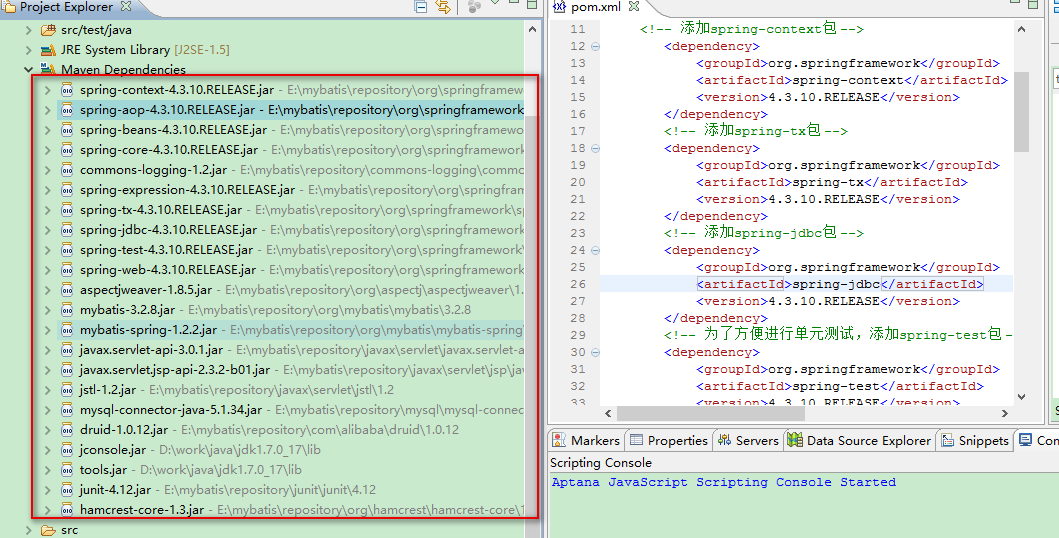 Project Explorer
src/test/java
JRE System Library [J2SE-1.5]
Maven Dependencies
spring-context-4.3.10.RELEASE.jar - E:\mybatis\repository\org\springframew
spring-aop-4.3.10.RELEASE.jar - E:\mybatis\repository\org\springframework
spring-beans-4.3.10.RELEASE.jar - E:\mybatis\repository\org\springframewo
spring-core-4.3.10.RELEASE.jar - E:\mybatis\repository\org\springframewor
commons-logging-1.2.jar - E:\mybatis\repository\commons-logging\commo
spring-expression-4.3.10.RELEASE.jar - E:\mybatis\repository\org\springfram
spring-tx-4.3.10.RELEASE.jar - E:\mybatis\repository\org\springframework\s
spring-jdbc-4.3.10.RELEASE.jar - E:\mybatis\repository\org\springframework
spring-test-4.3.10.RELEASE.jar - E:\mybatis\repository\org\springframework\
spring-web-4.3.10.RELEASE.jar - E:\mybatis\repository\org\springframework
aspectjweaver-1.8.5.jar - E:\mybatis\repository\org\aspectj\aspectjweaver\1.
mybatis-3.2.8.jar - E:\mybatis\repository\org\mybatis\mybatis\3.2.8
mybatis-spring-1.2.2.jar - E:\mybatis\repository\org\mybatis\mybatis-spring\
javax.servlet-api-3.0.1.jar - E:\mybatis\repository\javax\servlet\javax.servlet-a
javax.servlet.jsp-api-2.3.2-b01.jar - E:\mybatis\repository\javax\servlet\jsp\jav
jstl-1.2.jar - E:\mybatis\repository\javax\servlet\jstl\1.2
mysql-connector-java-5.1.34.jar - E:\mybatis\repository\mysql\mysql-connec
druid-1.0.12.jar - E:\mybatis\repository\com\alibaba\druid\1.0.12
jconsole.jar - D:\work\java\jdk1.7.0_17\lib
tools.jar - D:\work\java\jdk1.7.0_17\lib
junit-4.12.jar - E:\mybatis\repository\junit\junit\4.12
hamcrest-core-1.3.jar - E:\mybatis\repository\org\hamcrest\hamcrest-core\1
src
pom.xml
11 <!-- 添加spring-context包 -->
12 <dependency>
13 <groupId>org.springframework</groupId>
14 <artifactId>spring-context</artifactId>
15 <version>4.3.10.RELEASE</version>
16 </dependency>
17 <!-- 添加spring-tx包 -->
18 <dependency>
19 <groupId>org.springframework</groupId>
20 <artifactId>spring-tx</artifactId>
21 <version>4.3.10.RELEASE</version>
22 </dependency>
23 <!-- 添加spring-jdbc包 -->
24 <dependency>
25 <groupId>org.springframework</groupId>
26 <artifactId>spring-jdbc</artifactId>
27 <version>4.3.10.RELEASE</version>
28 </dependency>
29 <!-- 为了方便进行单元测试，添加spring-test包 -
30 <dependency>
31 <groupId>org.springframework</groupId>
32 <artifactId>spring-test</artifactId>
33 <version>4.3.10.RELEASE</version>
Markers Properties Servers Data Source Explorer Snippets Con
Scripting Console
Aptana JavaScript Scripting Console Started